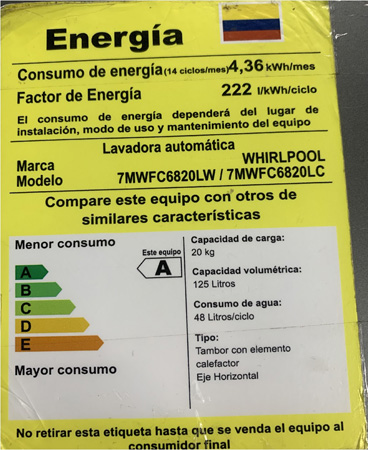 Energía
Consumo de energía(14 ciclos/mes)4,36 kWh/mes
Factor de Energía 222 l/kWh/ciclo
El consumo de energía dependerá del lugar de
instalación, modo de uso y mantenimiento del equipo
Lavadora automática
Marca WHIRLPOOL
Modelo 7MWFC6820LW / 7MWFC6820LC
Compare este equipo con otros de
similares características
Menor consumo
Este equipo
A
A
B
C
D
E
Mayor consumo
Capacidad de carga:
20 kg
Capacidad volumétrica:
125 Litros
Consumo de agua:
48 Litros/ciclo
Tipo:
Tambor con elemento
calefactor
Eje Horizontal
No retirar esta etiqueta hasta que se venda el equipo al
consumidor final